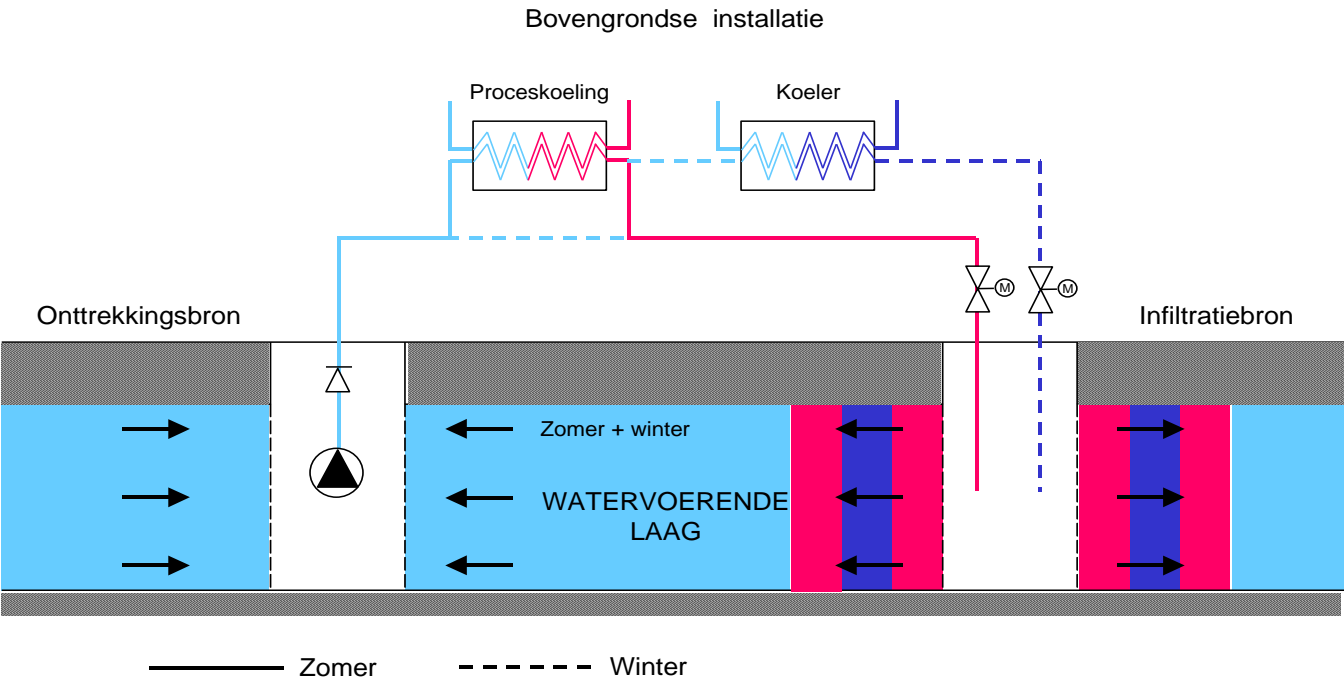 Bovengrondse installatie
Proceskoeling
Koeler
M
M
Onttrekkingsbron
Infiltratiebron
Zomer + winter
WATERVOERENDE
LAAG
Zomer
Winter